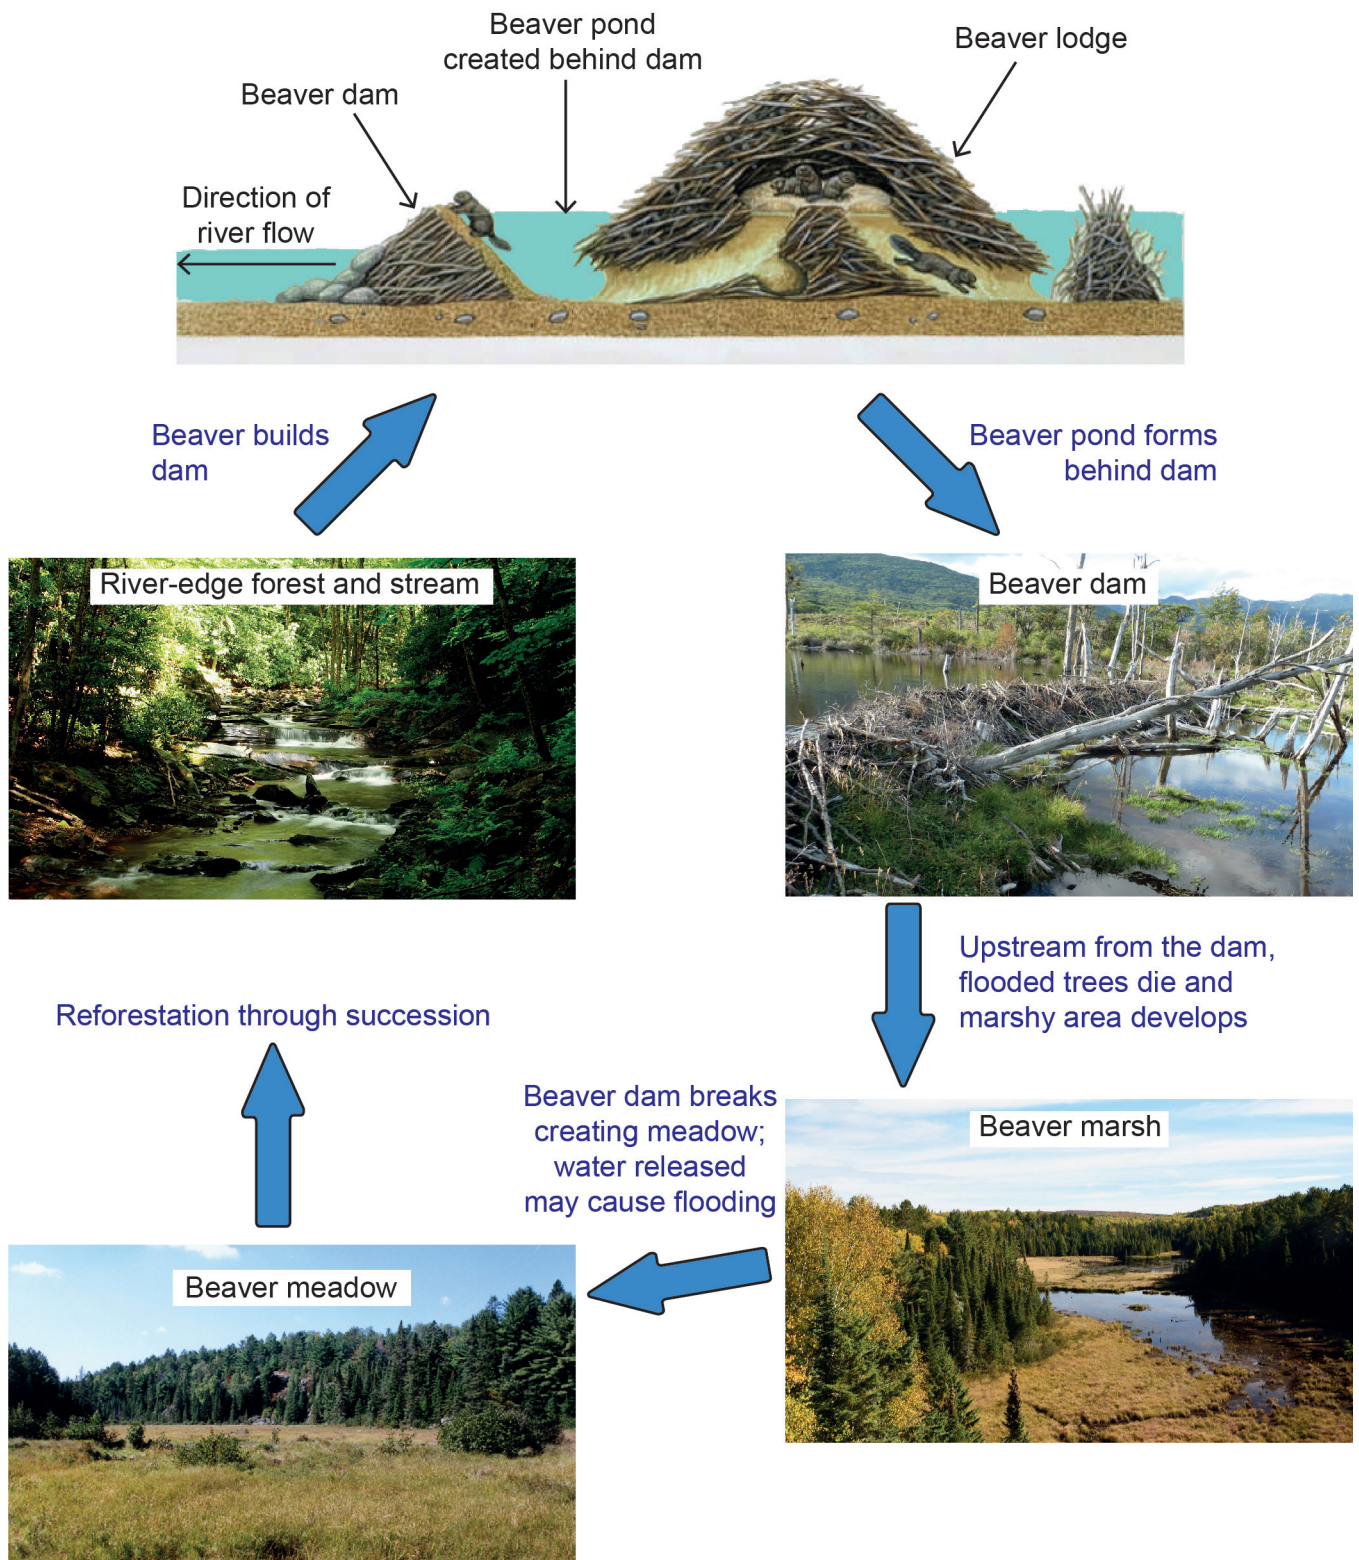 Beaver pond
created behind dam
Beaver lodge
Beaver dam
Direction of
river flow
Beaver builds
dam
Beaver pond forms
behind dam
River-edge forest and stream
Beaver dam
Upstream from the dam,
flooded trees die and
marshy area develops
Reforestation through succession
Beaver dam breaks
creating meadow;
water released
may cause flooding
Beaver marsh
Beaver meadow